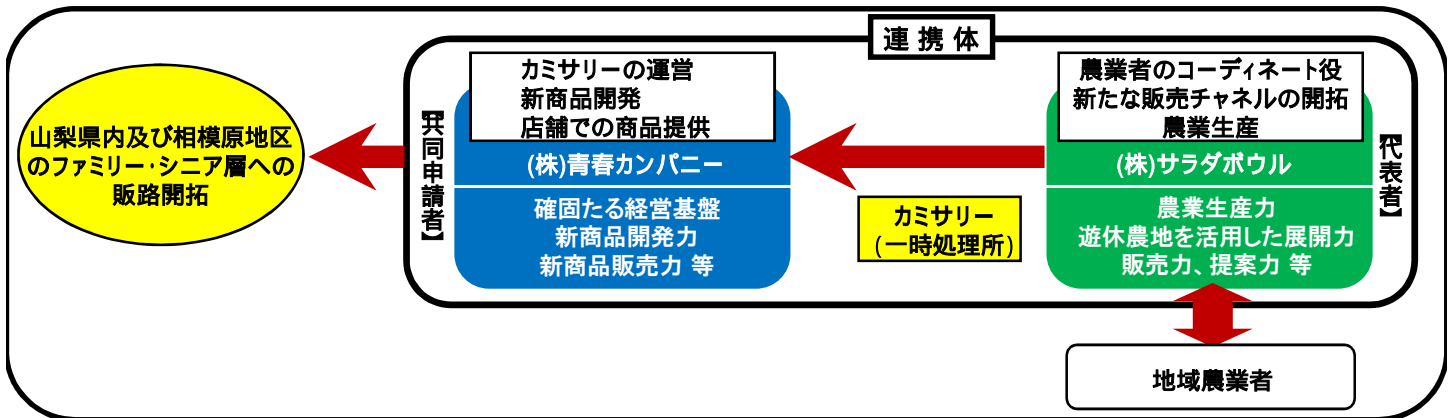 連携体
山梨県内及び相模原地区
のファミリー・シニア層への
販路開拓
【共同申請者】
カミサリーの運営
新商品開発
店舗での商品提供
(株)青春カンパニー
確固たる経営基盤
新商品開発力
新商品販売力 等
カミサリー
(一時処理所)
農業者のコーディネート役
新たな販売チャネルの開拓
農業生産
(株)サラダボウル
農業生産力
遊休農地を活用した展開力
販売力、提案力 等
【代表者】
地域農業者